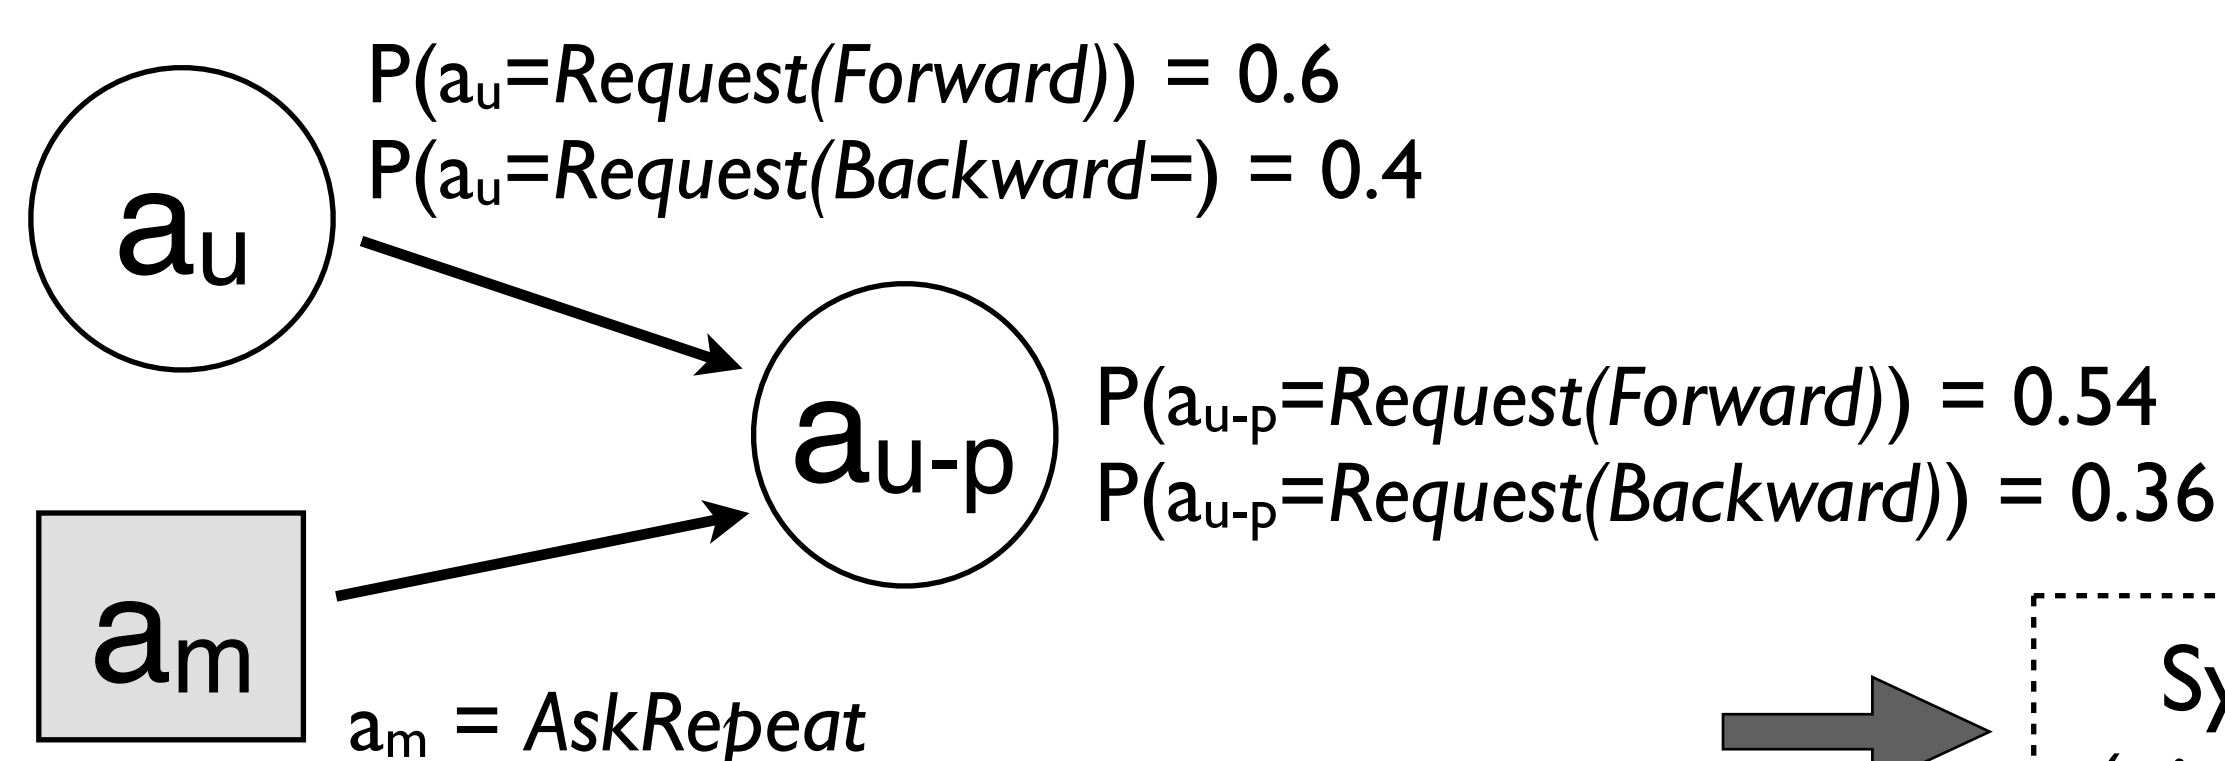 P(au=Request(Forward)) = 0.6
P(au=Request(Backward=) = 0.4
au
au-p
P(au-p=Request(Forward)) = 0.54
P(au-p=Request(Backward)) = 0.36
am
am = AskRepeat